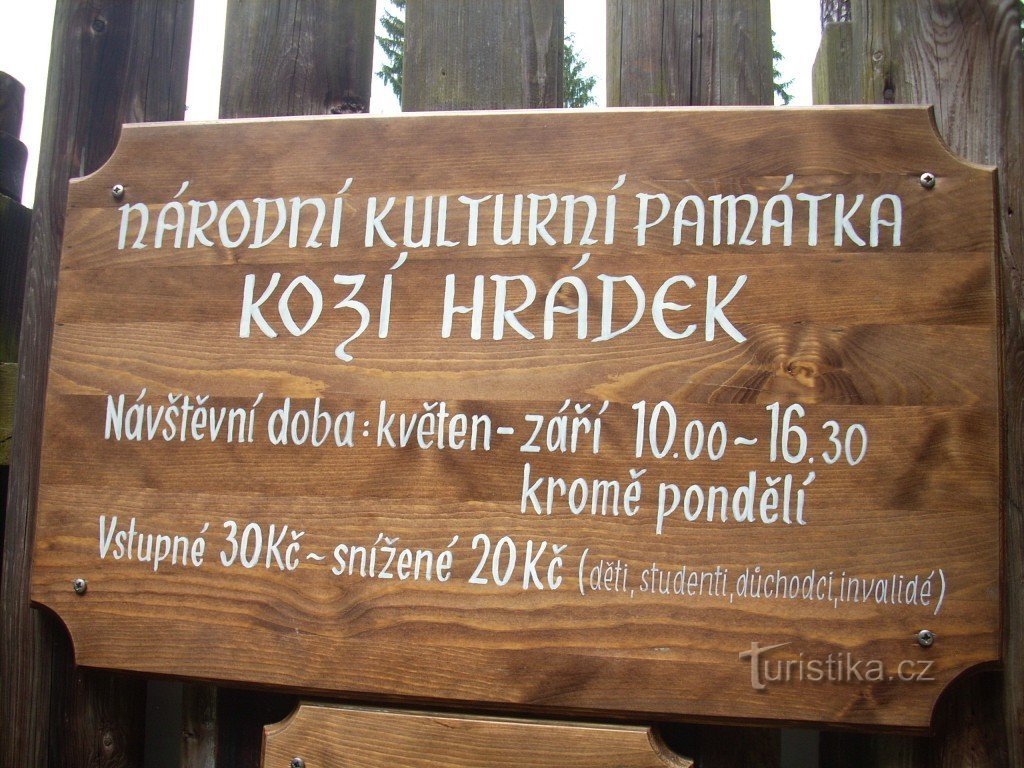 Národní kulturní památka
Kozí Hrádek
Návštěvní doba: květen - září 10.00 ~ 16.30
kromě pondělí
Vstupné 30Kč ~ snížené 20Kč (děti, studenti, důchodci, invalidé)
Turistika.cz